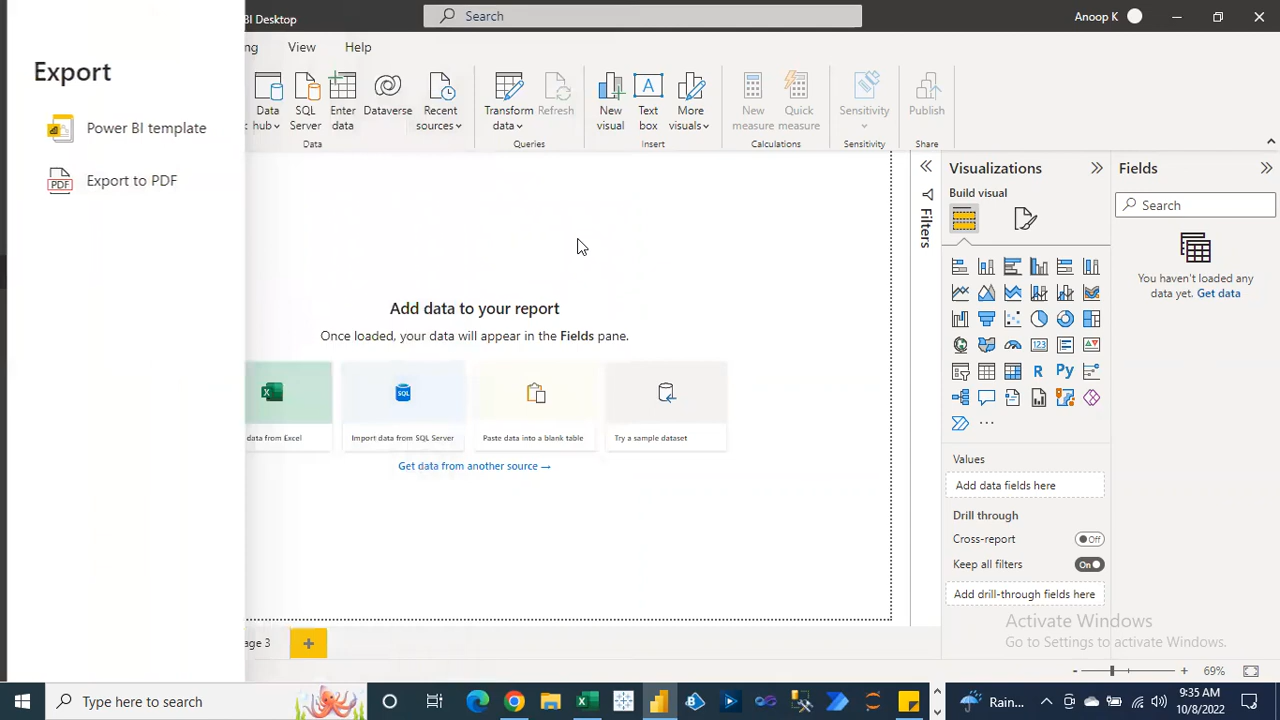 BI Desktop
Search
Anoop K
ng
View
Help
Export
Power BI template
PDF
Export to PDF
Data hub
SQL Server
Enter data
Dataverse
Recent sources
Data
Transform data
Refresh
Queries
New visual
A
Text box
More visuals
Insert
New measure
Quick measure
Calculations
Sensitivity
Sensitivity
Publish
Share
Filters
Visualizations
Build visual
123
R
Py
...
Values
Add data fields here
Drill through
Cross-report
Off
Keep all filters
On
Add drill-through fields here
Fields
Search
You haven't loaded any
data yet. Get data
Add data to your report
Once loaded, your data will appear in the Fields pane.
SQL
data from Excel
Import data from SQL Server
Paste data into a blank table
Try a sample dataset
Get data from another source →
Activate Windows
Go to Settings to activate Windows.
age 3
+
- + 69%
Type here to search
Rain...
9:35 AM
10/8/2022